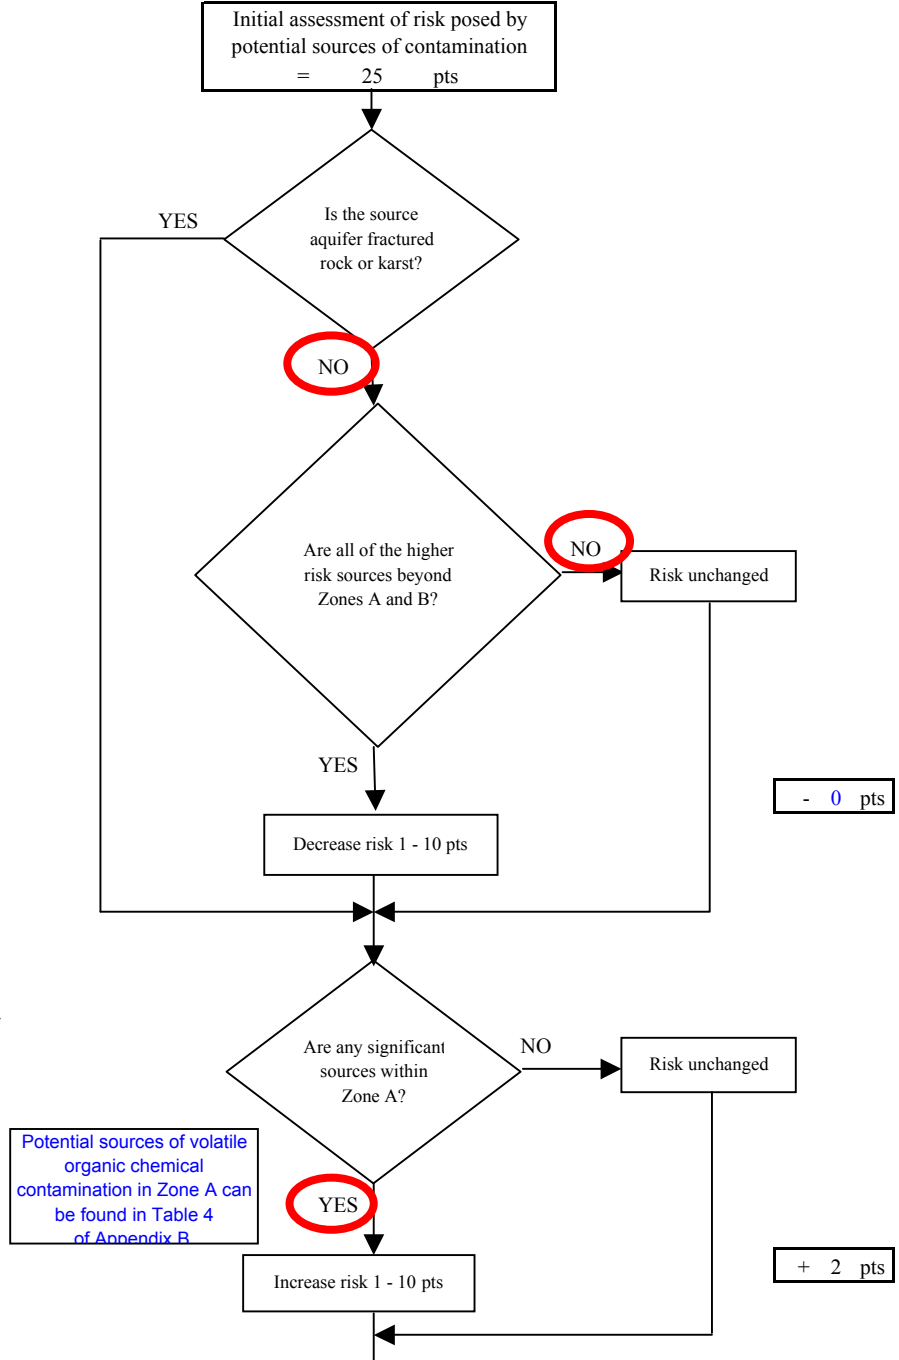 Initial assessment of risk posed by
potential sources of contamination
= 25 pts
YES
Is the source
aquifer fractured
rock or karst?
NO
Are all of the higher
risk sources beyond
Zones A and B?
NO
Risk unchanged
YES
- 0 pts
Decrease risk 1 - 10 pts
Are any significant
sources within
Zone A?
NO
Risk unchanged
Potential sources of volatile
organic chemical
contamination in Zone A can
be found in Table 4
of Appendix B
YES
+ 2 pts
Increase risk 1 - 10 pts